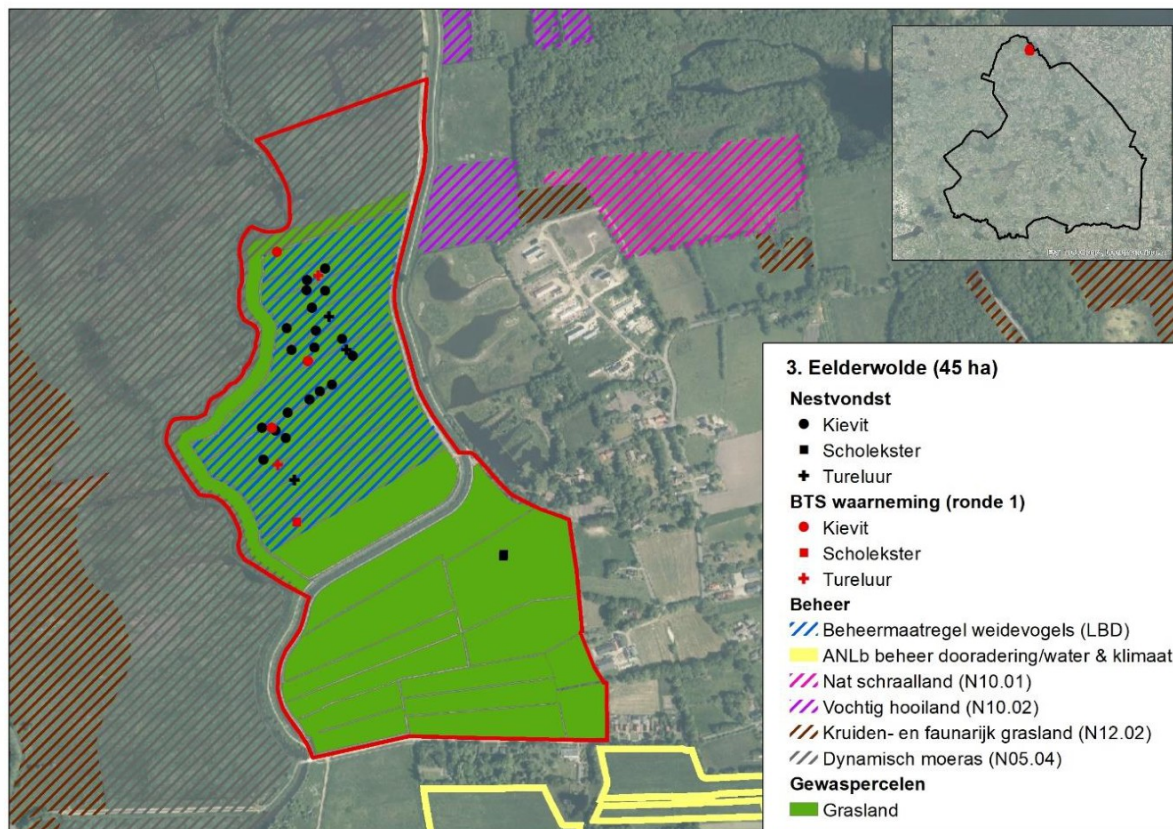 3. Eelderwolde (45 ha)
Nestvondst
Kievit
Scholekster
Tureluur
BTS waarneming (ronde 1)
Kievit
Scholekster
Tureluur
Beheer
Beheermaatregel weidevogels (LBD)
ANLb beheer dooradering/water & klimaat
Nat schraalland (N10.01)
Vochtig hooiland (N10.02)
Kruiden- en faunarijk grasland (N12.02)
Dynamisch moeras (N05.04)
Gewaspercelen
Grasland